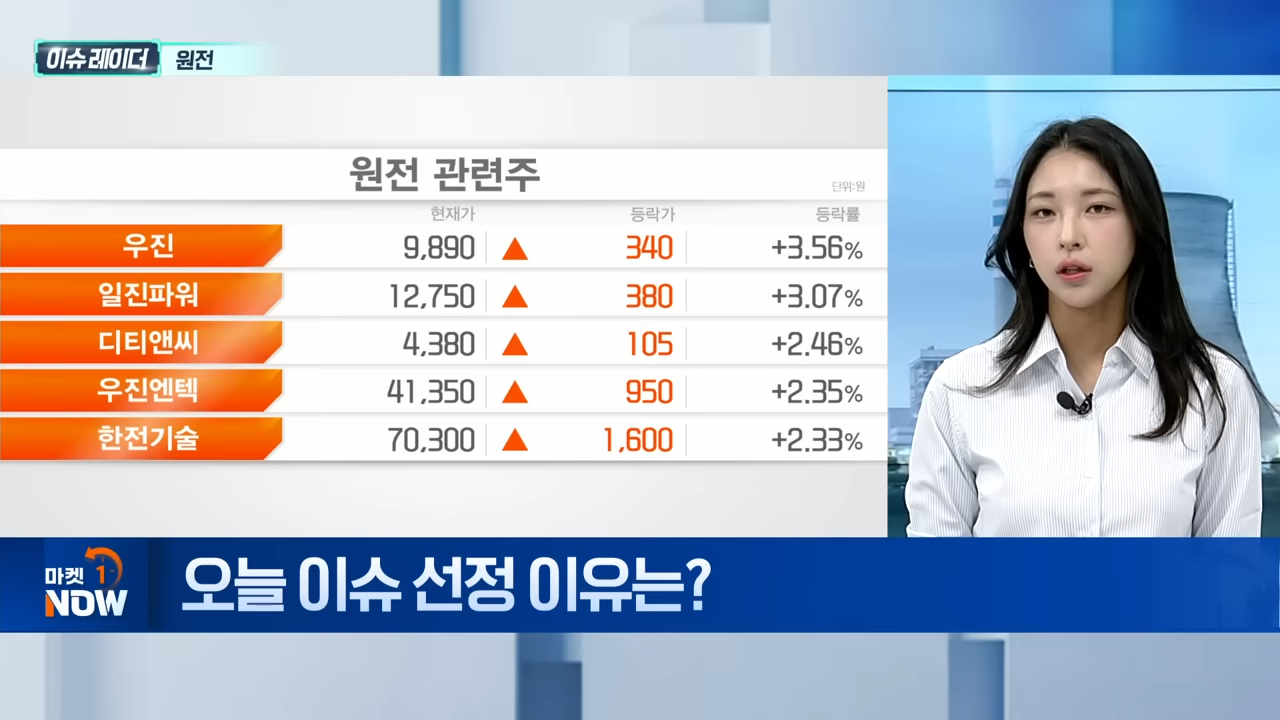 이슈레이더 원전
원전 관련주
단위:원
현재가 등락가 등락률
우진 9,890 ▲ 340 +3.56%
일진파워 12,750 ▲ 380 +3.07%
디티앤씨 4,380 ▲ 105 +2.46%
우진엔텍 41,350 ▲ 950 +2.35%
한전기술 70,300 ▲ 1,600 +2.33%
마켓 1
NOW
오늘 이슈 선정 이유는?